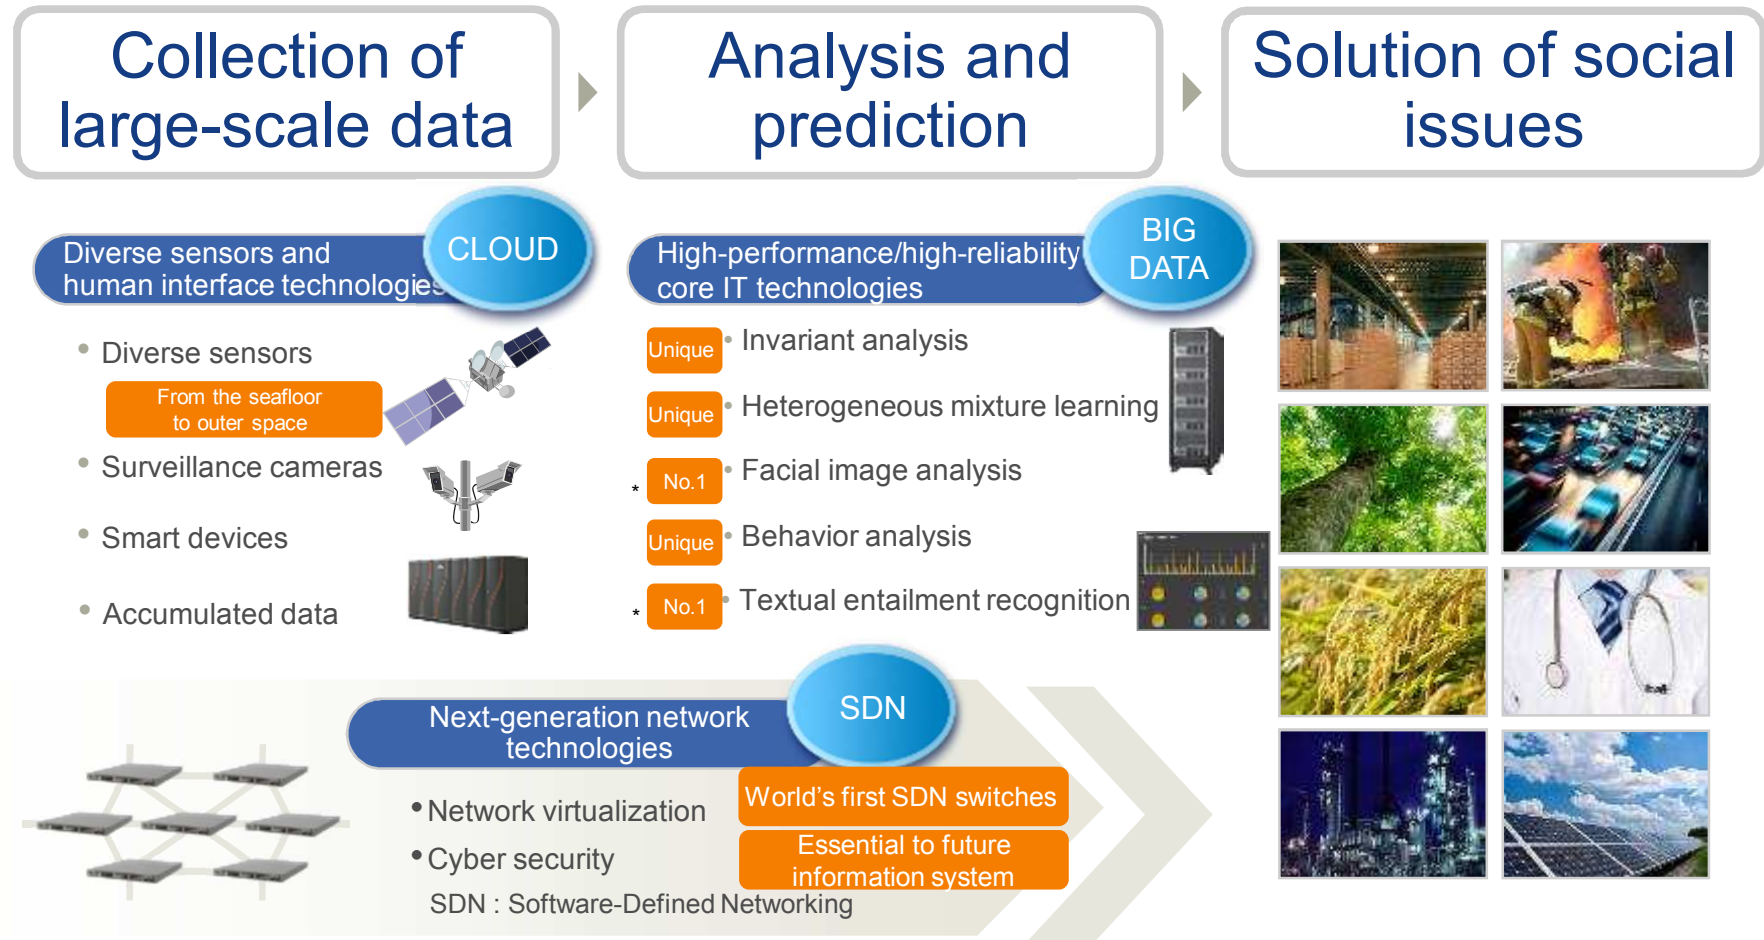 Collection of
large-scale data
Analysis and
prediction
Solution of social
issues
Diverse sensors and
human interface technologies
CLOUD
• Diverse sensors
From the seafloor
to outer space
• Surveillance cameras
• Smart devices
• Accumulated data
High-performance/high-reliability
core IT technologies
BIG
DATA
Unique • Invariant analysis
Unique • Heterogeneous mixture learning
* No.1 • Facial image analysis
Unique • Behavior analysis
* No.1 • Textual entailment recognition
Next-generation network
technologies
SDN
• Network virtualization
World's first SDN switches
• Cyber security
Essential to future
information system
SDN : Software-Defined Networking